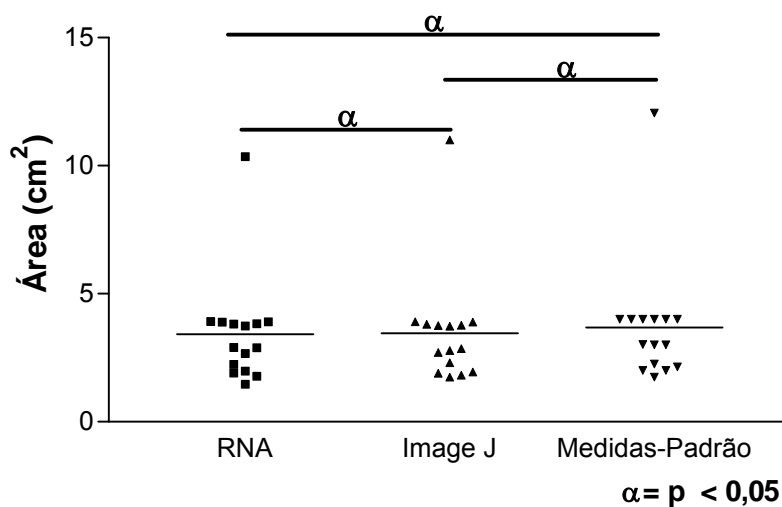 α
15
α
α
10
5
0
Área (cm²)
RNA
Image J
Medidas-Padrão
α= p < 0,05